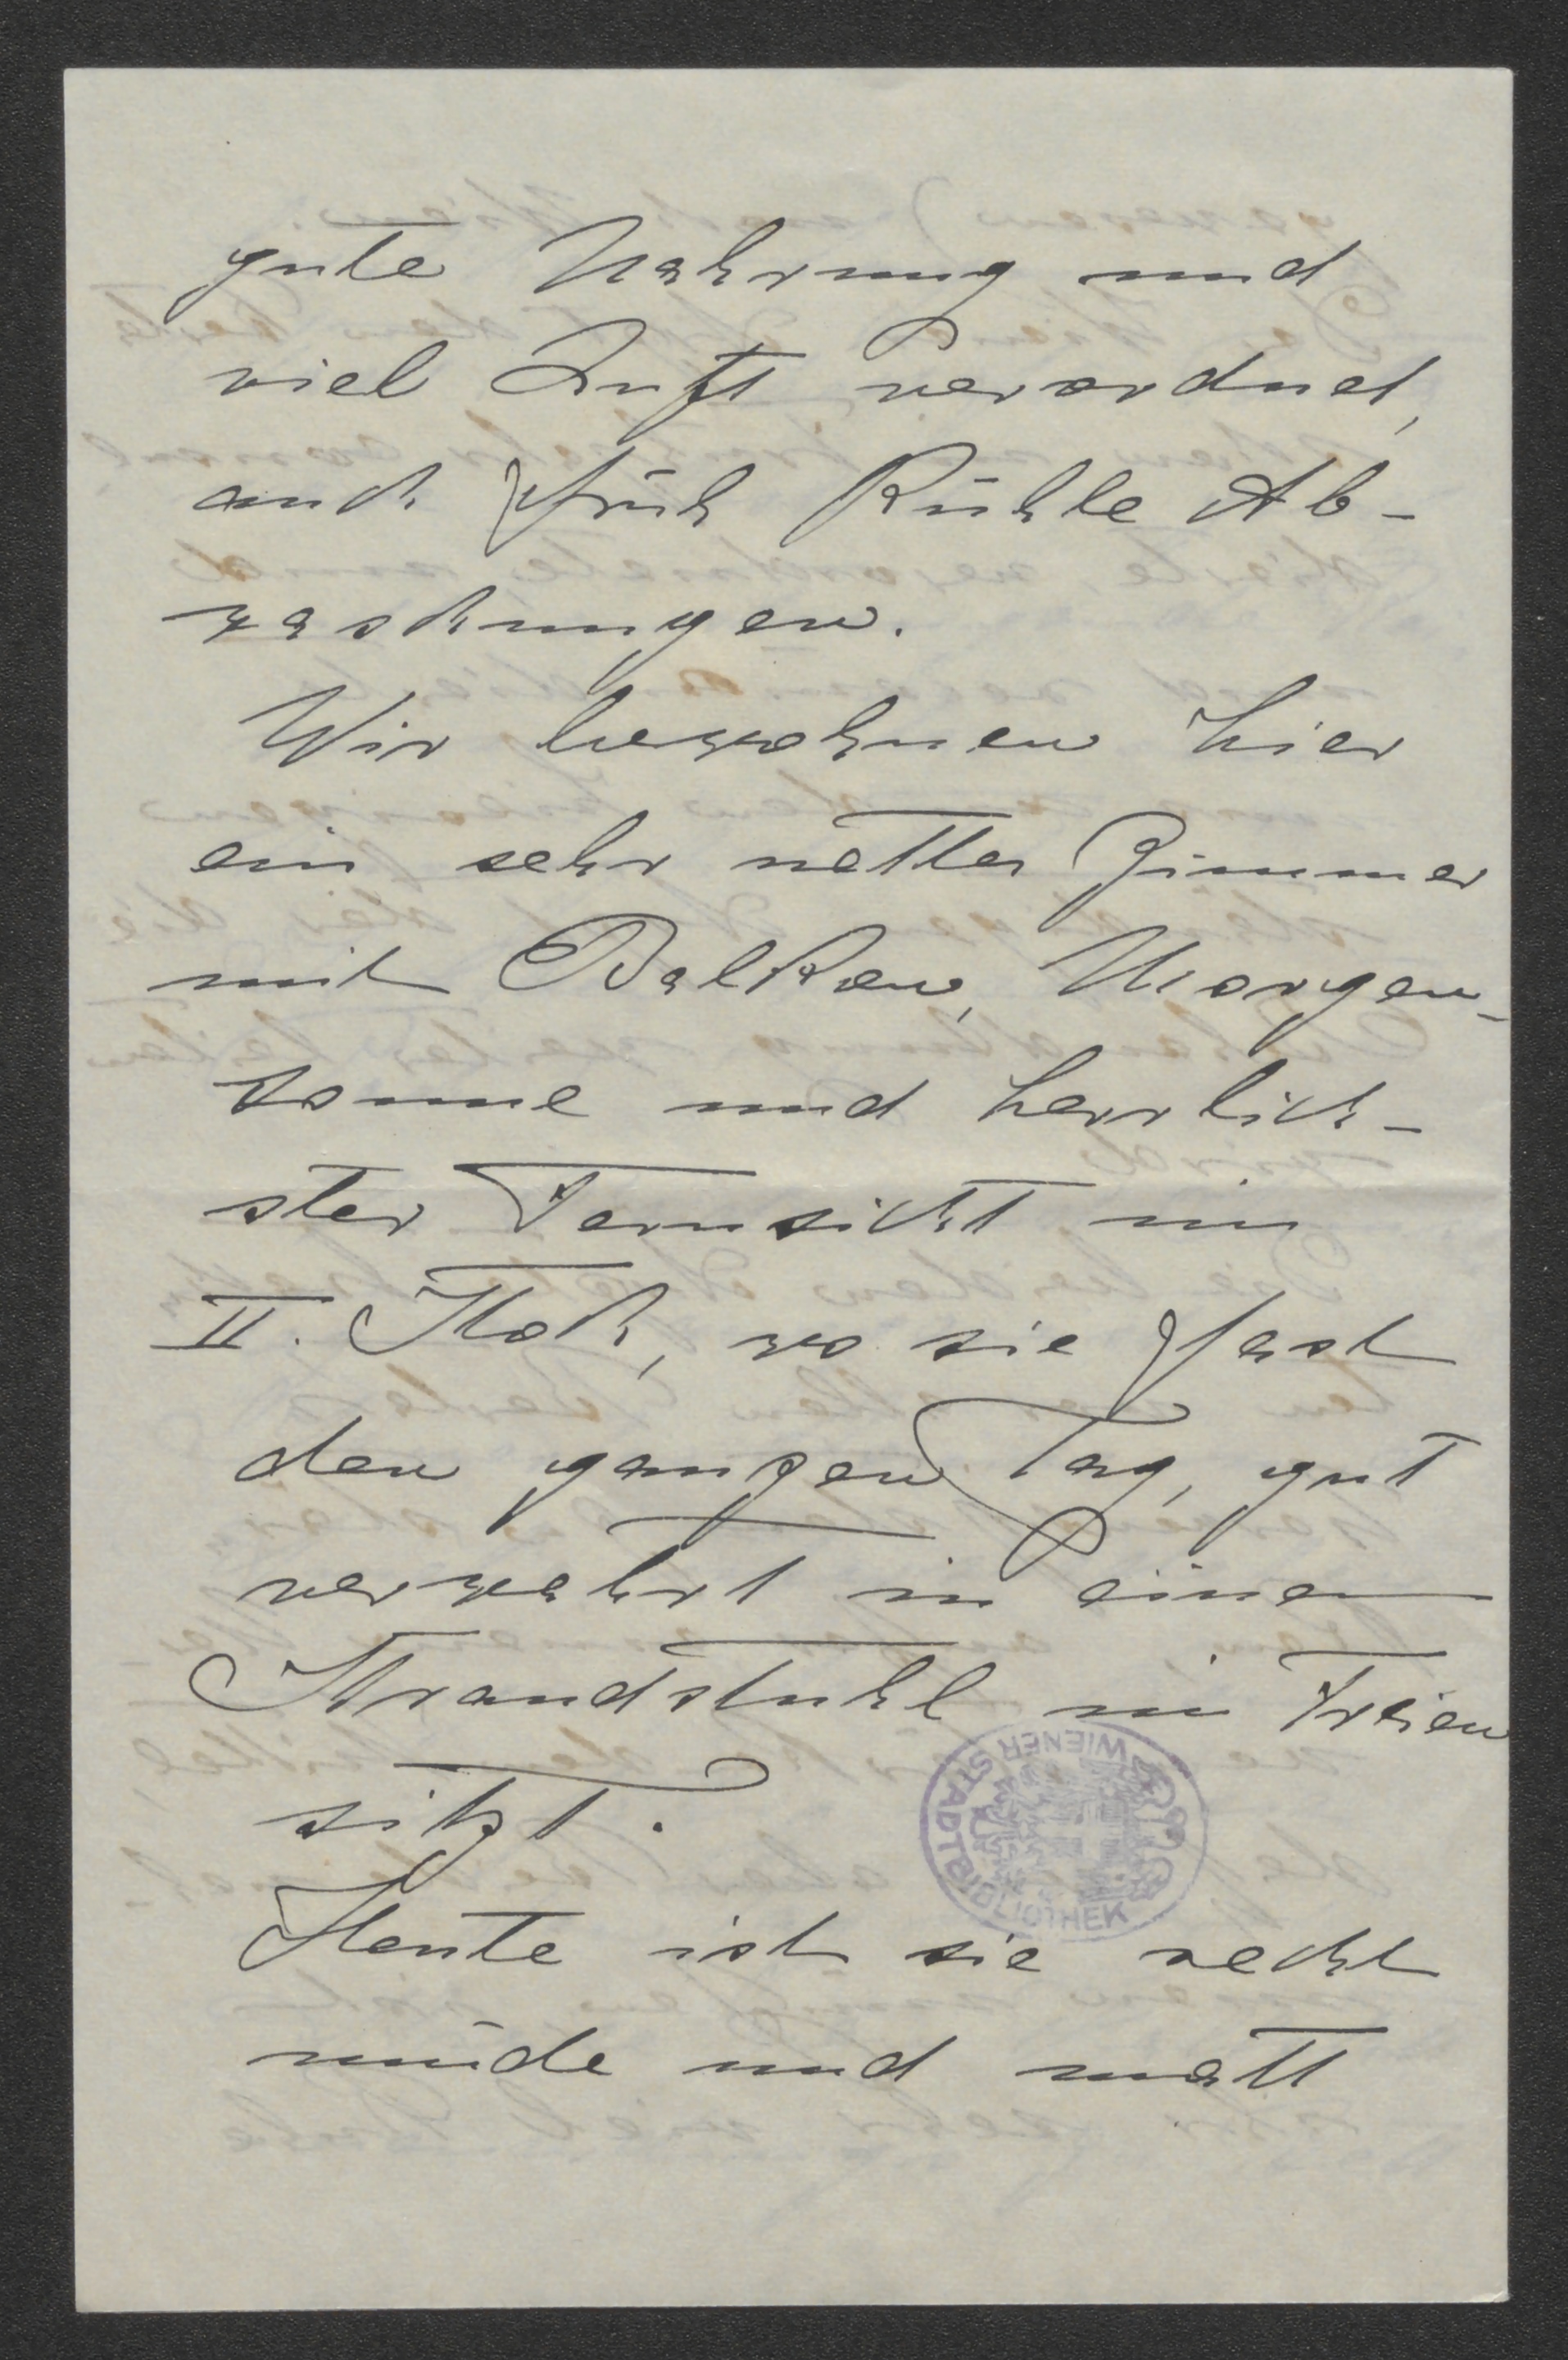 gute Nahrung und
viel Luft verordnet,
auch früh kühle Ab-
waschungen.
Wir bewohnen hier
ein sehr nettes Zimmer
mit Balkon, Morgen-
sonne und herrlich-
ster Fernsicht im
II. Stock, wo sie fast
den ganzen Tag, gut
verwahrt in einem
Strandstuhl im Freien
sitzt.
WIENER STADTBIBLIOTHEK
Heute ist sie recht
müde und matt